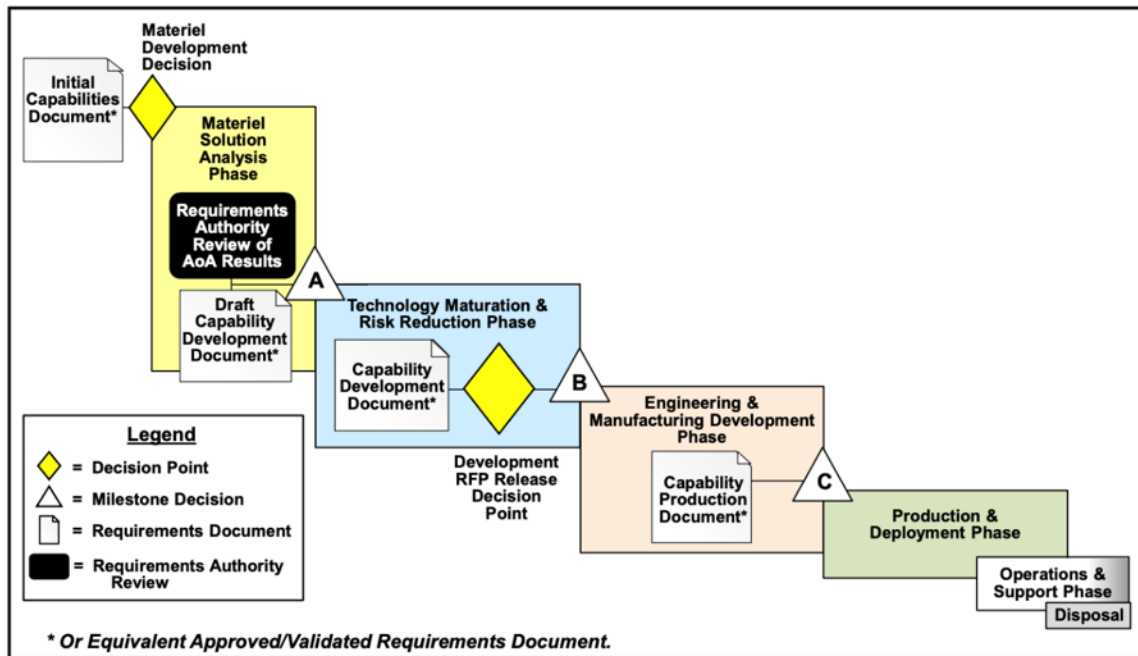 Materiel
Development
Decision
Initial
Capabilities
Document*
Materiel
Solution
Analysis
Phase
Requirements
Authority
Review of
AoA Results
A
Draft
Capability
Development
Document*
Technology Maturation &
Risk Reduction Phase
Capability
Development
Document*
B
Development
RFP Release
Decision
Point
Engineering &
Manufacturing Development
Phase
Capability
Production
Document*
C
Production &
Deployment Phase
Operations &
Support Phase
Disposal
Legend
= Decision Point
= Milestone Decision
= Requirements Document
= Requirements Authority
Review
* Or Equivalent Approved/Validated Requirements Document.